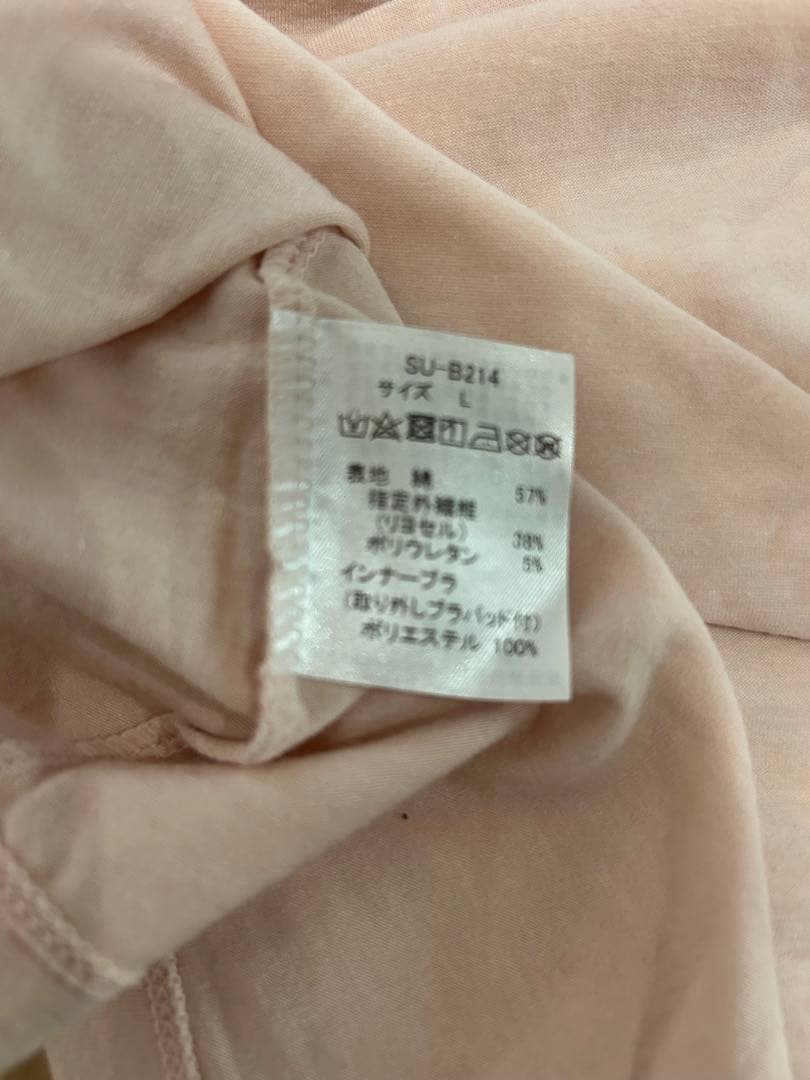 SU-B214
サイズ L
表地 綿 57%
指定外繊維
(リヨセル) 38%
ポリウレタン 5%
インナーブラ
(取り外しブラパッド付)
ポリエステル 100%